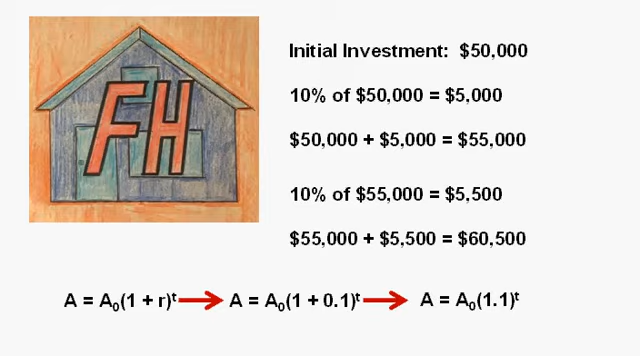 FH
Initial Investment: $50,000
10% of $50,000 = $5,000
$50,000 + $5,000 = $55,000
10% of $55,000 = $5,500
$55,000 + $5,500 = $60,500
A = A₀(1 + r)ᵗ → A = A₀(1 + 0.1)ᵗ → A = A₀(1.1)ᵗ